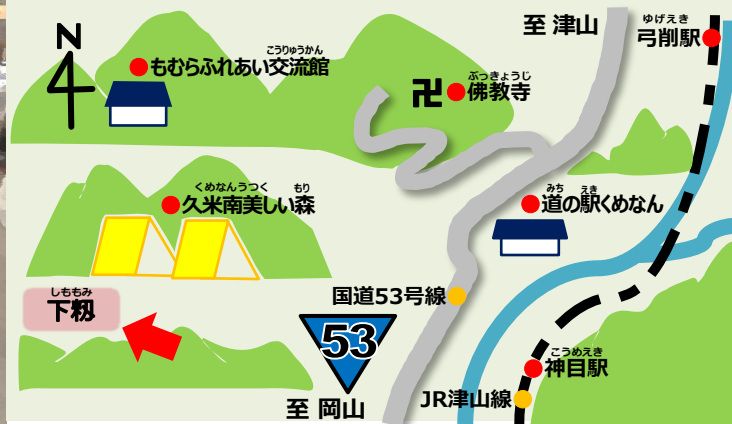 至 津山
ゆげえき
弓削駅
N
こうりゅうかん
もむらふれあい交流館
ぶっきょうじ
卍 佛教寺
くめなんうつく もり
久米南美しい森
みち えき
道の駅くめなん
しももみ
下籾
国道53号線
53
こうめえき
神目駅
JR津山線
至 岡山